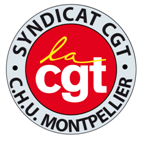 SYNDICAT CGT
la
cgt
• C.H.U. MONTPELLIER •